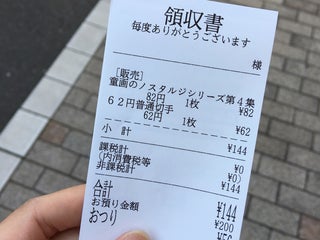 領収書
毎度ありがとうございます
様
[販売]
童画のノスタルジシリーズ第4集
82円 1枚 ¥82
62円普通切手
62円 1枚 ¥62
小 計 ¥144
課税計 ¥0
(内消費税等 ¥0)
非課税計 ¥144
合計 ¥144
お預り金額 ¥200
おつり